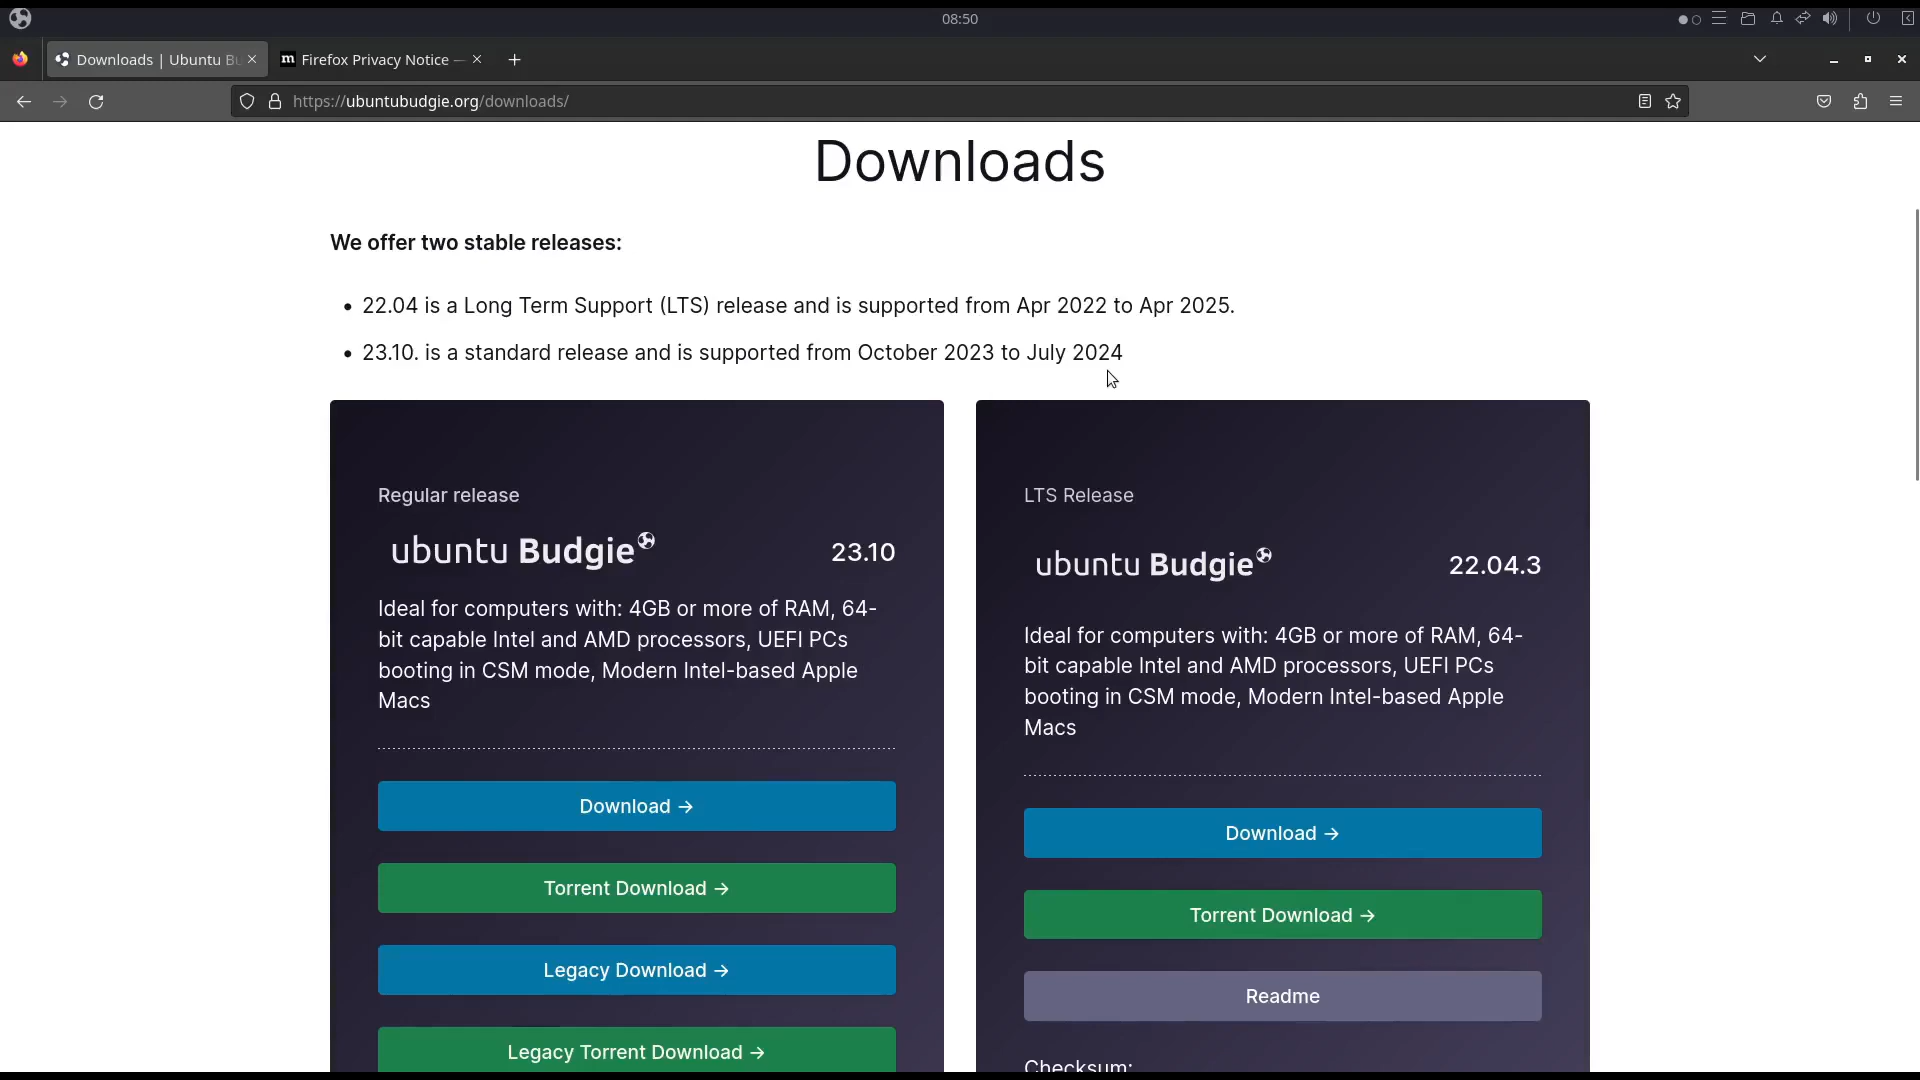 08:50
Downloads | Ubuntu Bu
Firefox Privacy Notice —
https://ubuntubudgie.org/downloads/
Downloads
We offer two stable releases:
• 22.04 is a Long Term Support (LTS) release and is supported from Apr 2022 to Apr 2025.
• 23.10. is a standard release and is supported from October 2023 to July 2024
Regular release
ubuntu Budgie
23.10
Ideal for computers with: 4GB or more of RAM, 64-
bit capable Intel and AMD processors, UEFI PCs
booting in CSM mode, Modern Intel-based Apple
Macs
Download →
Torrent Download →
Legacy Download →
Legacy Torrent Download →
LTS Release
ubuntu Budgie
22.04.3
Ideal for computers with: 4GB or more of RAM, 64-
bit capable Intel and AMD processors, UEFI PCs
booting in CSM mode, Modern Intel-based Apple
Macs
Download →
Torrent Download →
Readme
Checksum: